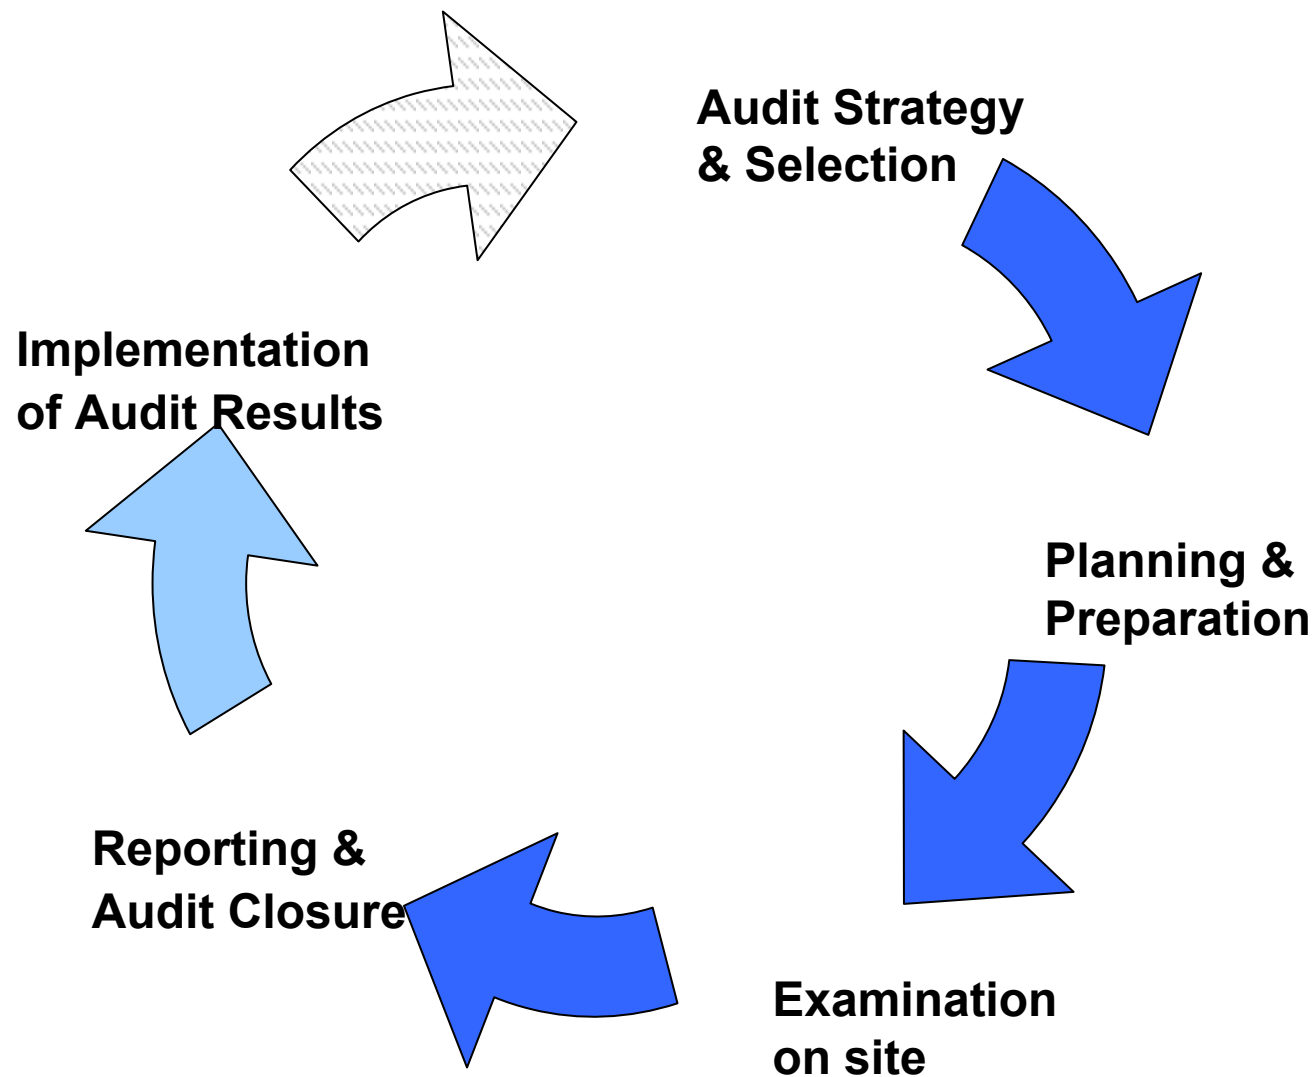 Audit Strategy
& Selection
Planning &
Preparation
Examination
on site
Reporting &
Audit Closure
Implementation
of Audit Results